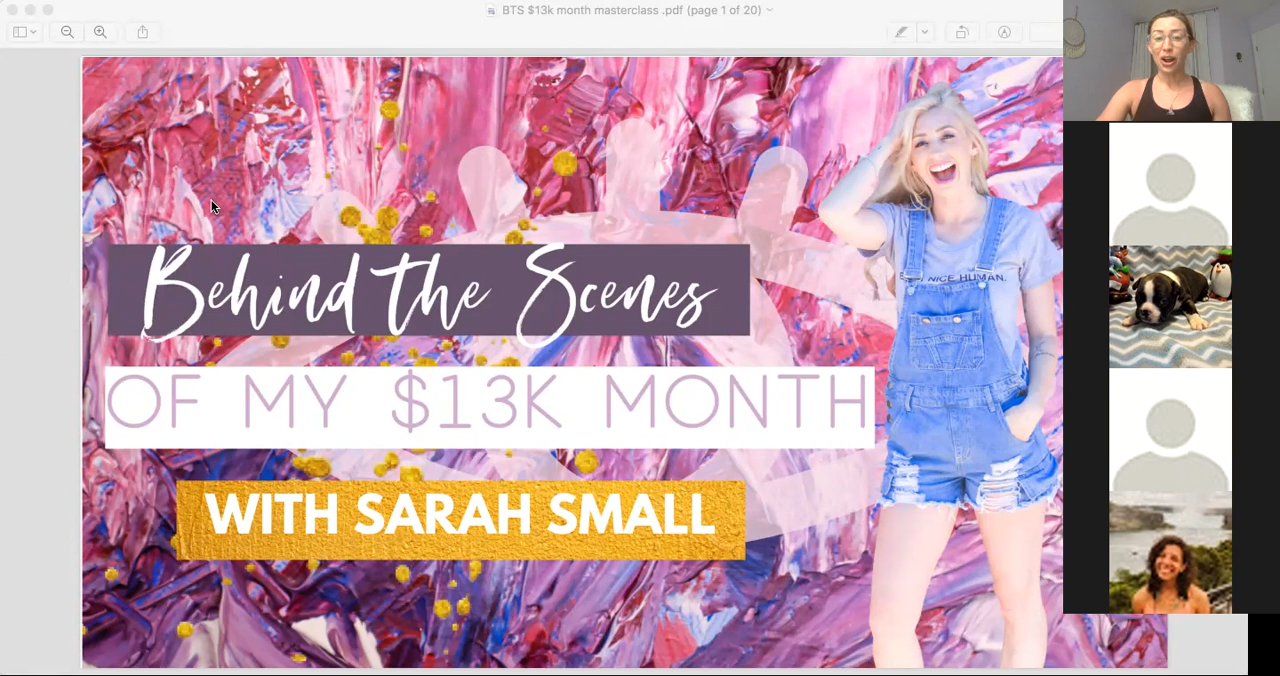 BTS $13k month masterclass .pdf (page 1 of 20)
NICE HUMAN.
Behind the Scenes
OF MY $13K MONTH
WITH SARAH SMALL